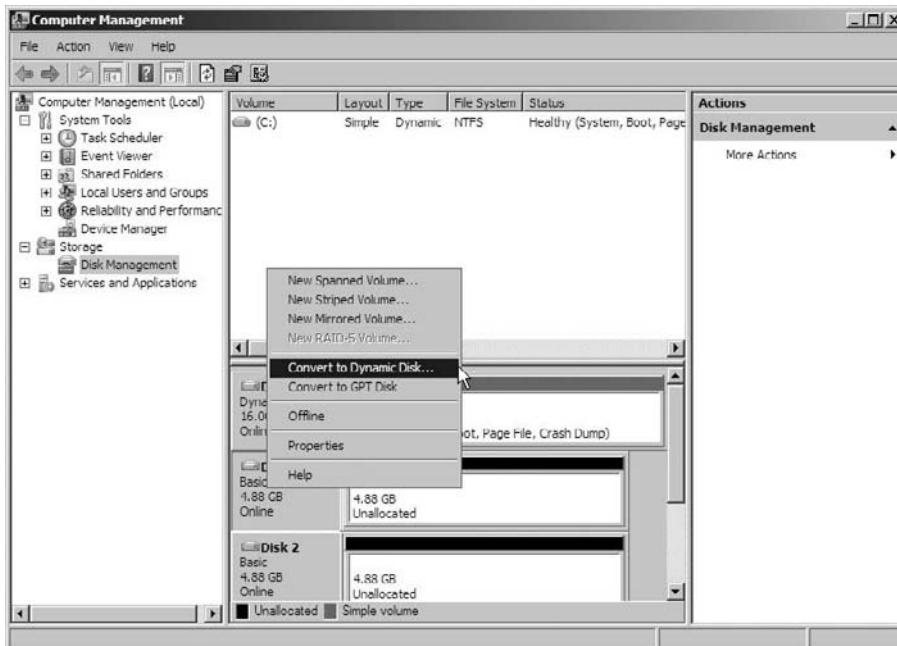 Computer Management
File Action View Help
Computer Management (Local)
System Tools
Task Scheduler
Event Viewer
Shared Folders
Local Users and Groups
Reliability and Performanc
Device Manager
Storage
Disk Management
Services and Applications
Volume Layout Type File System Status
(C:) Simple Dynamic NTFS Healthy (System, Boot, Page
New Spanned Volume...
New Striped Volume...
New Mirrored Volume...
New RAID-5 Volume...
Convert to Dynamic Disk...
Convert to GPT Disk
Offline
Properties
Help
Dyna
16.0
Onlin
ot, Page File, Crash Dump)
Basic
4.88 GB
Online
4.88 GB
Unallocated
Disk 2
Basic
4.88 GB
Online
4.88 GB
Unallocated
Unallocated Simple volume
Actions
Disk Management
More Actions